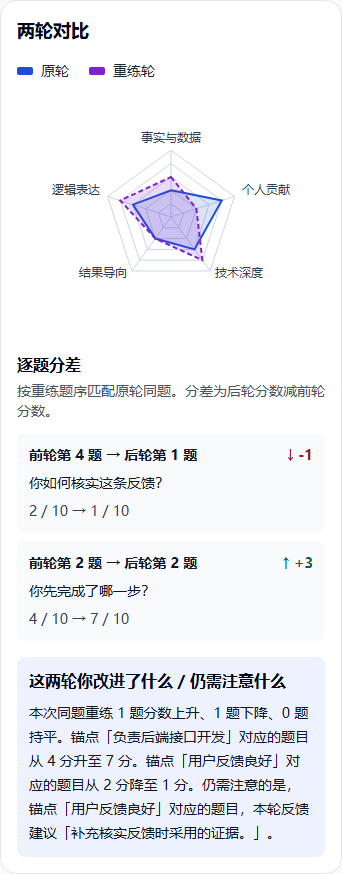 两轮对比
原轮 重练轮
事实与数据
逻辑表达 个人贡献
结果导向 技术深度
逐题分差
按重练题序匹配原轮同题。分差为后轮分数减前轮
分数。
前轮第 4 题 → 后轮第 1 题 ↓ -1
你如何核实这条反馈?
2 / 10 → 1 / 10
前轮第 2 题 → 后轮第 2 题 ↑ +3
你先完成了哪一步?
4 / 10 → 7 / 10
这两轮你改进了什么 / 仍需注意什么
本次同题重练 1 题分数上升、1 题下降、0 题
持平。锚点「负责后端接口开发」对应的题目
从 4 分升至 7 分。锚点「用户反馈良好」对
应的题目从 2 分降至 1 分。仍需注意的是，
锚点「用户反馈良好」对应的题目，本轮反馈
建议「补充核实反馈时采用的证据。」。